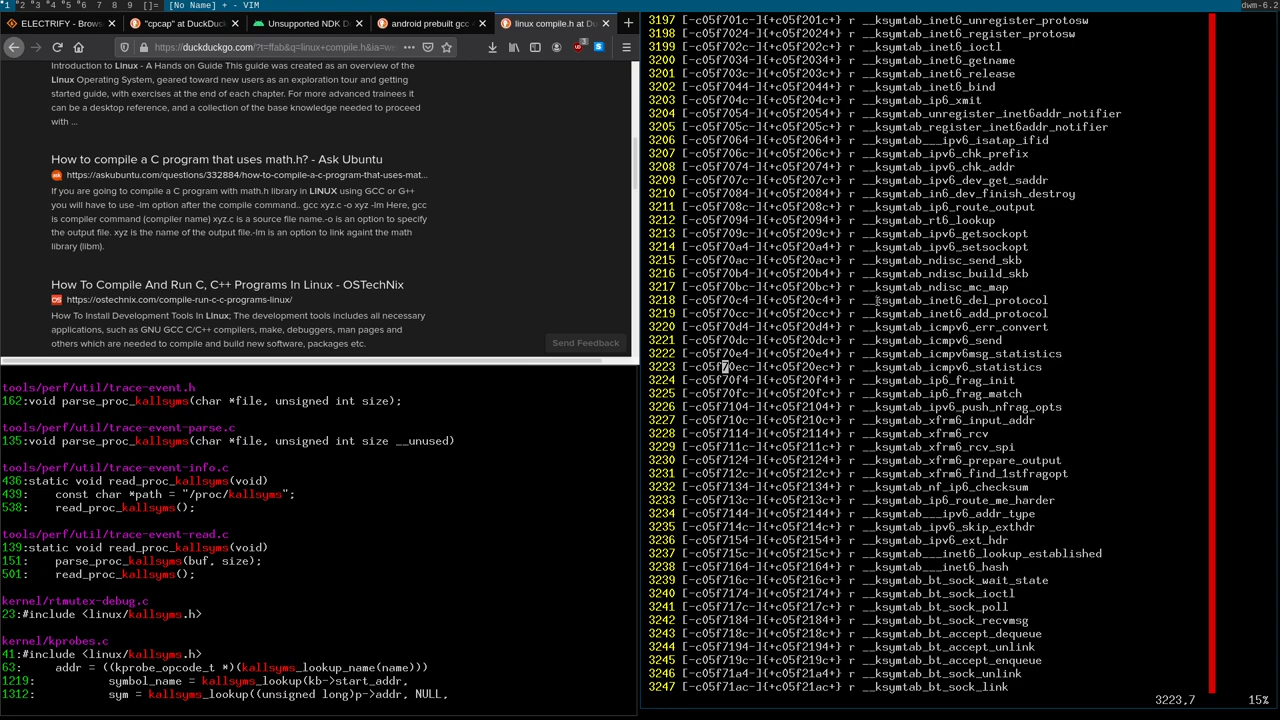 ¹1 ²2 ³3 ⁴4 ⁵5 ⁶6 7 8 9 []= [No Name] + - VIM
dwm-6.2
ELECTRIFY - Brows
"cpcap" at DuckDuc
Unsupported NDK D
android prebuilt gcc
linux compile.h at Du
https://duckduckgo.com/?t=ffab&q=linux+compile.h&ia=we
3
Introduction to Linux - A Hands on Guide This guide was created as an overview of the
Linux Operating System, geared toward new users as an exploration tour and getting
started guide, with exercises at the end of each chapter. For more advanced trainees it
can be a desktop reference, and a collection of the base knowledge needed to proceed
with ...
How to compile a C program that uses math.h? - Ask Ubuntu
https://askubuntu.com/questions/332884/how-to-compile-a-c-program-that-uses-mat...
If you are going to compile a C program with math.h library in LINUX using GCC or G++
you will have to use -lm option after the compile command.. gcc xyz.c -o xyz -lm Here, gcc
is compiler command (compiler name) xyz.c is a source file name.-o is an option to specify
the output file. xyz is the name of the output file.-lm is an option to link againt the math
library (libm).
How To Compile And Run C, C++ Programs In Linux - OSTechNix
https://ostechnix.com/compile-run-c-c-programs-linux/
How To Install Development Tools In Linux; The development tools includes all necessary
applications, such as GNU GCC C/C++ compilers, make, debuggers, man pages and
others which are needed to compile and build new software, packages etc.
Send Feedback
tools/perf/util/trace-event.h
162:void parse_proc_kallsyms(char *file, unsigned int size);
tools/perf/util/trace-event-parse.c
135:void parse_proc_kallsyms(char *file, unsigned int size __unused)
tools/perf/util/trace-event-info.c
436:static void read_proc_kallsyms(void)
439: const char *path = "/proc/kallsyms";
538: read_proc_kallsyms();
tools/perf/util/trace-event-read.c
139:static void read_proc_kallsyms(void)
151: parse_proc_kallsyms(buf, size);
501: read_proc_kallsyms();
kernel/rtmutex-debug.c
23:#include <linux/kallsyms.h>
kernel/kprobes.c
41:#include <linux/kallsyms.h>
63: addr = ((kprobe_opcode_t *)(kallsyms_lookup_name(name)))
1219: symbol_name = kallsyms_lookup(kb->start_addr,
1312: sym = kallsyms_lookup((unsigned long)p->addr, NULL,
3197 [-c05f701c-]{+c05f201c+} r __ksymtab_inet6_unregister_protosw
3198 [-c05f7024-]{+c05f2024+} r __ksymtab_inet6_register_protosw
3199 [-c05f702c-]{+c05f202c+} r __ksymtab_inet6_ioctl
3200 [-c05f7034-]{+c05f2034+} r __ksymtab_inet6_getname
3201 [-c05f703c-]{+c05f203c+} r __ksymtab_inet6_release
3202 [-c05f7044-]{+c05f2044+} r __ksymtab_inet6_bind
3203 [-c05f704c-]{+c05f204c+} r __ksymtab_ip6_xmit
3204 [-c05f7054-]{+c05f2054+} r __ksymtab_unregister_inet6addr_notifier
3205 [-c05f705c-]{+c05f205c+} r __ksymtab_register_inet6addr_notifier
3206 [-c05f7064-]{+c05f2064+} r __ksymtab___ipv6_isatap_ifid
3207 [-c05f706c-]{+c05f206c+} r __ksymtab_ipv6_chk_prefix
3208 [-c05f7074-]{+c05f2074+} r __ksymtab_ipv6_chk_addr
3209 [-c05f707c-]{+c05f207c+} r __ksymtab_ipv6_dev_get_saddr
3210 [-c05f7084-]{+c05f2084+} r __ksymtab_in6_dev_finish_destroy
3211 [-c05f708c-]{+c05f208c+} r __ksymtab_ip6_route_output
3212 [-c05f7094-]{+c05f2094+} r __ksymtab_rt6_lookup
3213 [-c05f709c-]{+c05f209c+} r __ksymtab_ipv6_getsockopt
3214 [-c05f70a4-]{+c05f20a4+} r __ksymtab_ipv6_setsockopt
3215 [-c05f70ac-]{+c05f20ac+} r __ksymtab_ndisc_send_skb
3216 [-c05f70b4-]{+c05f20b4+} r __ksymtab_ndisc_build_skb
3217 [-c05f70bc-]{+c05f20bc+} r __ksymtab_ndisc_mc_map
3218 [-c05f70c4-]{+c05f20c4+} r __ksymtab_inet6_del_protocol
3219 [-c05f70cc-]{+c05f20cc+} r __ksymtab_inet6_add_protocol
3220 [-c05f70d4-]{+c05f20d4+} r __ksymtab_icmpv6_err_convert
3221 [-c05f70dc-]{+c05f20dc+} r __ksymtab_icmpv6_send
3222 [-c05f70e4-]{+c05f20e4+} r __ksymtab_icmpv6msg_statistics
3223 [-c05f70ec-]{+c05f20ec+} r __ksymtab_icmpv6_statistics
3224 [-c05f70f4-]{+c05f20f4+} r __ksymtab_ip6_frag_init
3225 [-c05f70fc-]{+c05f20fc+} r __ksymtab_ip6_frag_match
3226 [-c05f7104-]{+c05f2104+} r __ksymtab_ipv6_push_nfrag_opts
3227 [-c05f710c-]{+c05f210c+} r __ksymtab_xfrm6_input_addr
3228 [-c05f7114-]{+c05f2114+} r __ksymtab_xfrm6_rcv
3229 [-c05f711c-]{+c05f211c+} r __ksymtab_xfrm6_rcv_spi
3230 [-c05f7124-]{+c05f2124+} r __ksymtab_xfrm6_prepare_output
3231 [-c05f712c-]{+c05f212c+} r __ksymtab_xfrm6_find_1stfragopt
3232 [-c05f7134-]{+c05f2134+} r __ksymtab_nf_ip6_checksum
3233 [-c05f713c-]{+c05f213c+} r __ksymtab_ip6_route_me_harder
3234 [-c05f7144-]{+c05f2144+} r __ksymtab___ipv6_addr_type
3235 [-c05f714c-]{+c05f214c+} r __ksymtab_ipv6_skip_exthdr
3236 [-c05f7154-]{+c05f2154+} r __ksymtab_ipv6_ext_hdr
3237 [-c05f715c-]{+c05f215c+} r __ksymtab___inet6_lookup_established
3238 [-c05f7164-]{+c05f2164+} r __ksymtab___inet6_hash
3239 [-c05f716c-]{+c05f216c+} r __ksymtab_bt_sock_wait_state
3240 [-c05f7174-]{+c05f2174+} r __ksymtab_bt_sock_ioctl
3241 [-c05f717c-]{+c05f217c+} r __ksymtab_bt_sock_poll
3242 [-c05f7184-]{+c05f2184+} r __ksymtab_bt_sock_recvmsg
3243 [-c05f718c-]{+c05f218c+} r __ksymtab_bt_accept_dequeue
3244 [-c05f7194-]{+c05f2194+} r __ksymtab_bt_accept_unlink
3245 [-c05f719c-]{+c05f219c+} r __ksymtab_bt_accept_enqueue
3246 [-c05f71a4-]{+c05f21a4+} r __ksymtab_bt_sock_unlink
3247 [-c05f71ac-]{+c05f21ac+} r __ksymtab_bt_sock_link
3223,7 15%